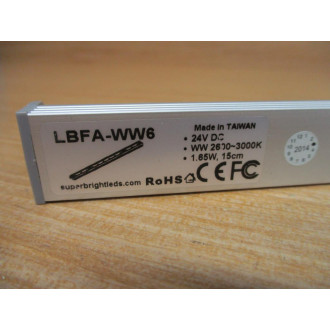 LBFA-WW6
superbrightleds.com
Made in TAIWAN
• 24V DC
• WW 2600~3000K
• 1.65W, 15cm
RoHS CE FC
2014